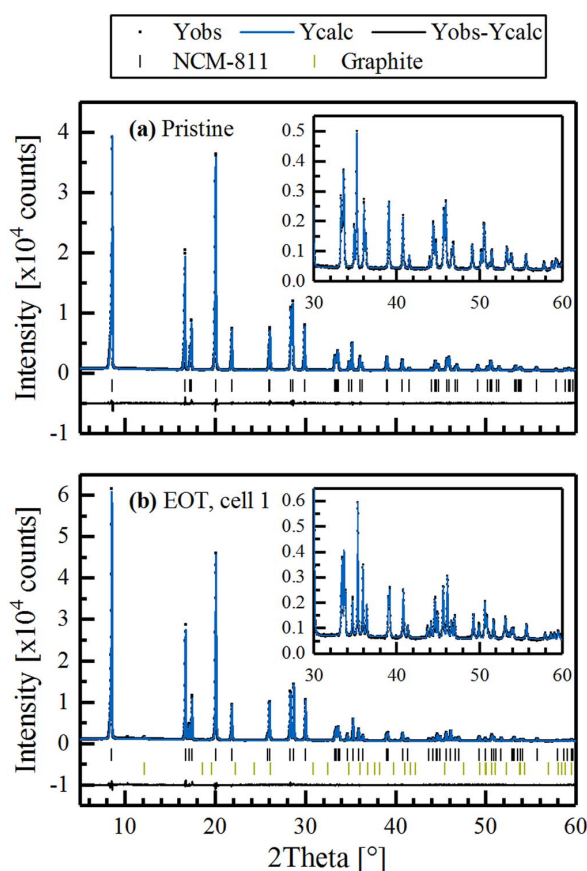 Yobs Ycalc Yobs-Ycalc
NCM-811 Graphite
(a) Pristine
Intensity [x10⁴ counts]
4
3
2
1
0
-1
0.5
0.4
0.3
0.2
0.1
0.0
30 40 50 60
(b) EOT, cell 1
Intensity [x10⁴ counts]
6
5
4
3
2
1
0
-1
0.6
0.5
0.4
0.3
0.2
0.1
0.0
30 40 50 60
10 20 30 40 50 60
2Theta [°]